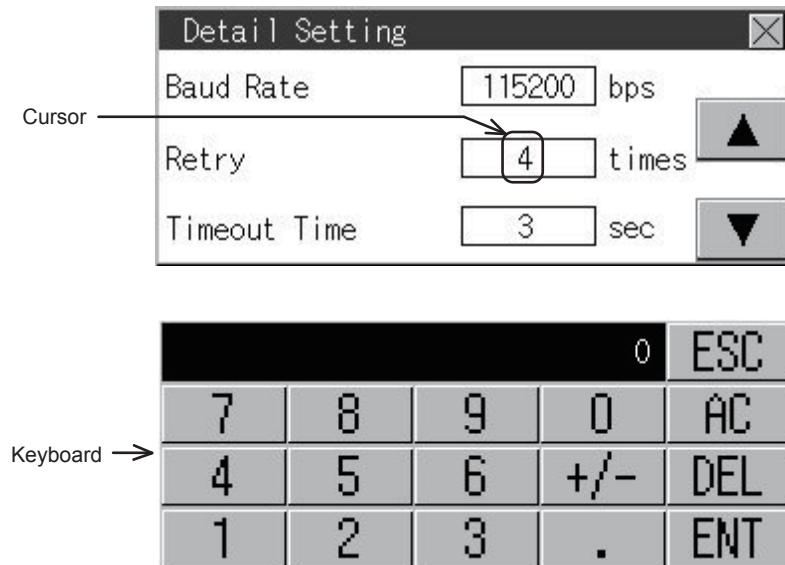 Detail Setting
Baud Rate 115200 bps
Cursor
Retry 4 times
Timeout Time 3 sec
0 ESC
7 8 9 0 AC
Keyboard
4 5 6 +/- DEL
1 2 3 . ENT